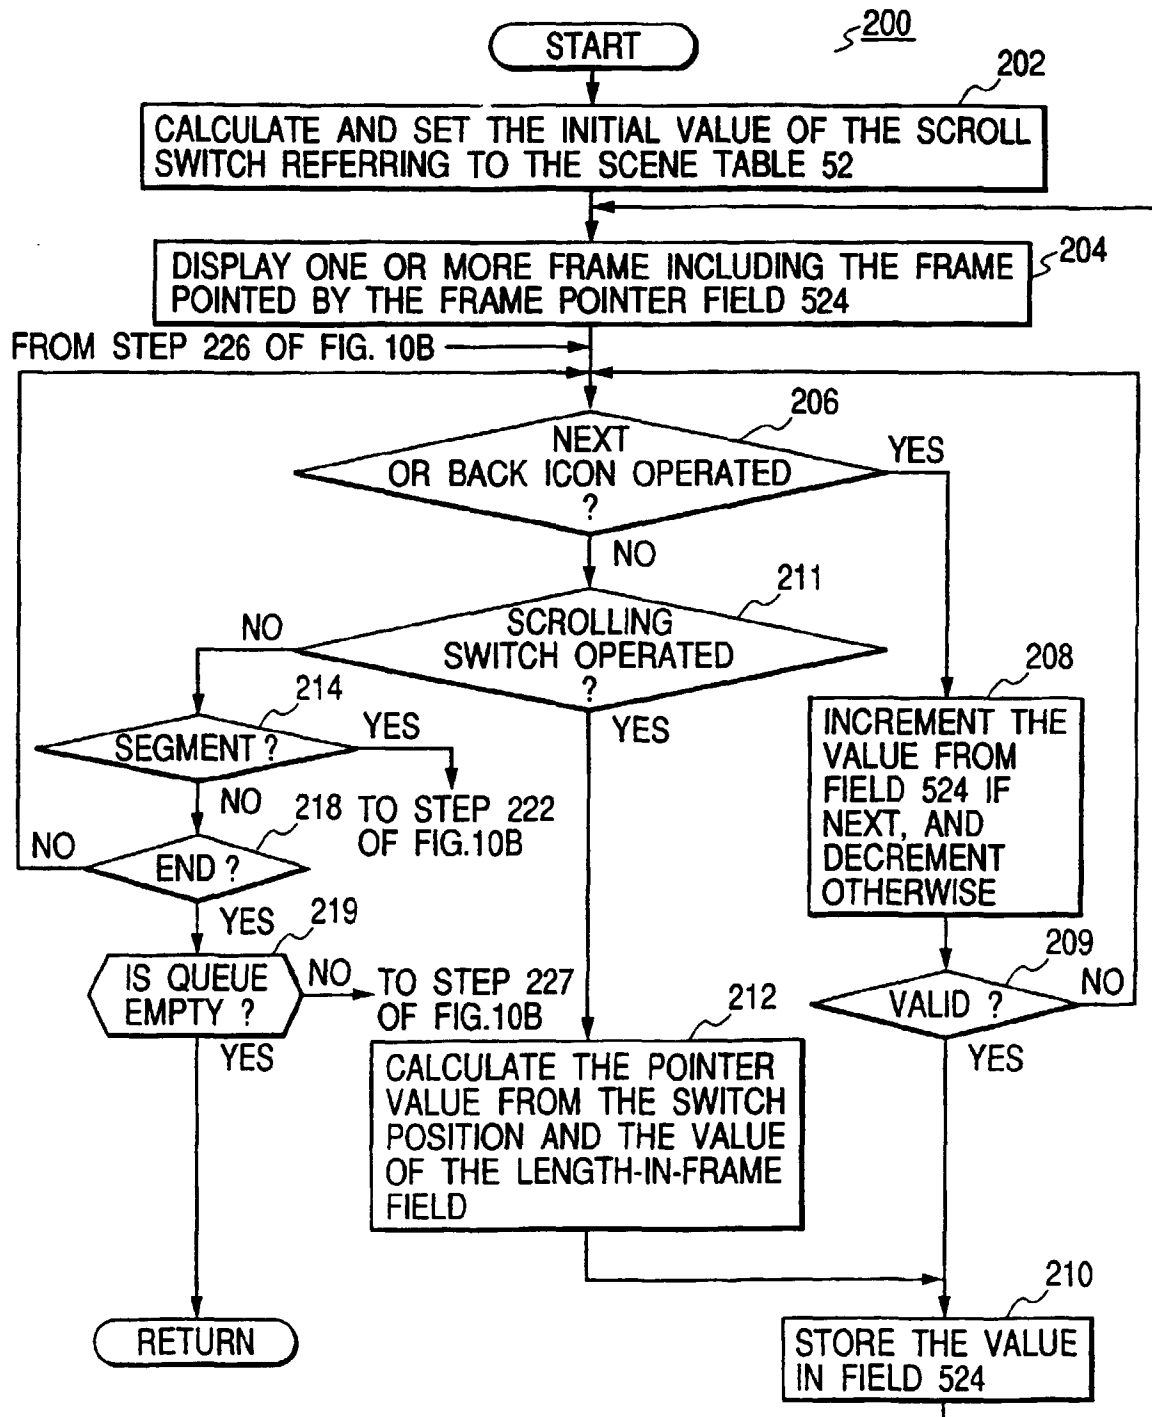 200
START
202
CALCULATE AND SET THE INITIAL VALUE OF THE SCROLL
SWITCH REFERRING TO THE SCENE TABLE 52
204
DISPLAY ONE OR MORE FRAME INCLUDING THE FRAME
POINTED BY THE FRAME POINTER FIELD 524
FROM STEP 226 OF FIG. 10B
206
NEXT
OR BACK ICON OPERATED
?
YES
NO
211
SCROLLING
SWITCH OPERATED
?
NO
YES
208
INCREMENT THE
VALUE FROM
FIELD 524 IF
NEXT, AND
DECREMENT
OTHERWISE
214
SEGMENT ?
YES
NO
TO STEP 222
OF FIG.10B
218
END ?
NO
YES
219
IS QUEUE
EMPTY ?
NO
TO STEP 227
OF FIG.10B
YES
209
VALID ?
NO
YES
212
CALCULATE THE POINTER
VALUE FROM THE SWITCH
POSITION AND THE VALUE
OF THE LENGTH-IN-FRAME
FIELD
210
STORE THE VALUE
IN FIELD 524
RETURN